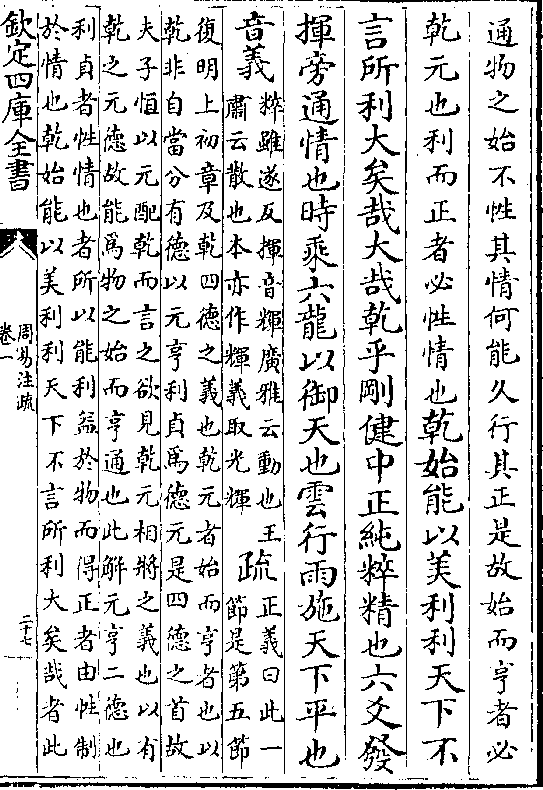 通物之始不性其情何能久行其正是故始而亨者必
乾元也利而正者必性情也乾始能以美利利天下不
言所利大矣哉大哉乾乎剛健中正純粹精也六爻發
揮旁通情也時乘六龍以御天也雲行雨施天下平也
音義
粹雖遂反揮音輝廣雅云動也王
肅云散也本亦作輝義取光輝
疏
正義曰此一
節是第五節
復明上初章及乾四德之義也乾元者始而亨者也以
乾非自當分有德以元亨利貞為德元是四德之首故
夫子恒以元配乾而言之欲見乾元相將之義也以有
乾之元德故能為物之始而亨通也此解元亨二德也
利貞者性情也者所以能利益於物而得正者由性制
於情也乾始能以美利利天下不言所利大矣哉者此
欽定四庫全書
周易注疏
卷一
二十七